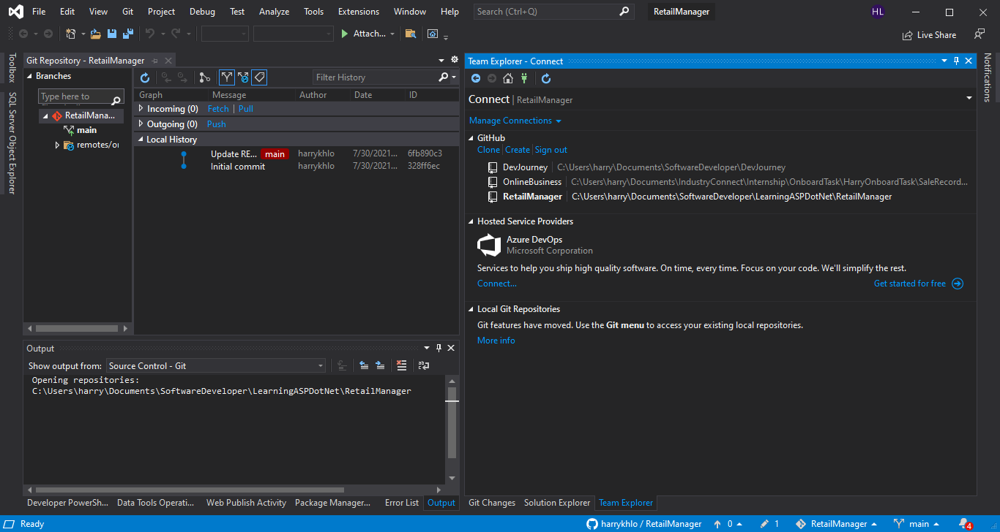 File Edit View Git Project Debug Test Analyze Tools Extensions Window Help Search (Ctrl+Q) RetailManager HL
Attach... Live Share
Toolbox
SQL Server Object Explorer
Git Repository - RetailManager
Branches
Type here to
RetailMana...
main
remotes/or
Filter History
Graph Message Author Date ID
Incoming (0) Fetch | Pull
Outgoing (0) Push
Local History
Update RE... main harrykhlo 7/30/2021... 6fb890c3
Initial commit harrykhlo 7/30/2021... 328ff6ec
Output
Show output from: Source Control - Git
Opening repositories:
C:\Users\harry\Documents\SoftwareDeveloper\LearningASPDotNet\RetailManager
Developer PowerSh... Data Tools Operati... Web Publish Activity Package Manager... Error List Output
Team Explorer - Connect
Connect | RetailManager
Manage Connections
GitHub
Clone | Create | Sign out
DevJourney C:\Users\harry\Documents\SoftwareDeveloper\DevJourney
OnlineBusiness C:\Users\harry\Documents\IndustryConnect\Internship\OnboardTask\HarryOnboardTask\SaleRecord...
RetailManager C:\Users\harry\Documents\SoftwareDeveloper\LearningASPDotNet\RetailManager
Hosted Service Providers
Azure DevOps
Microsoft Corporation
Services to help you ship high quality software. On time, every time. Focus on your code. We'll simplify the rest.
Connect... Get started for free
Local Git Repositories
Git features have moved. Use the Git menu to access your existing local repositories.
More info
Git Changes Solution Explorer Team Explorer
Notifications
Ready harrykhlo / RetailManager 0 1 RetailManager main 4